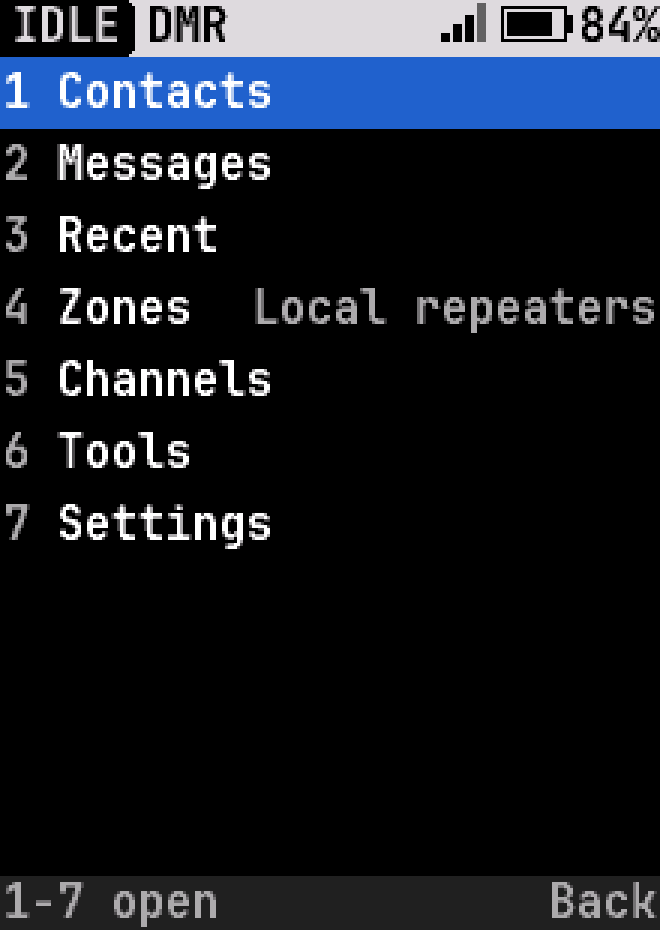 IDLE DMR 84%
1 Contacts
2 Messages
3 Recent
4 Zones Local repeaters
5 Channels
6 Tools
7 Settings
1-7 open Back